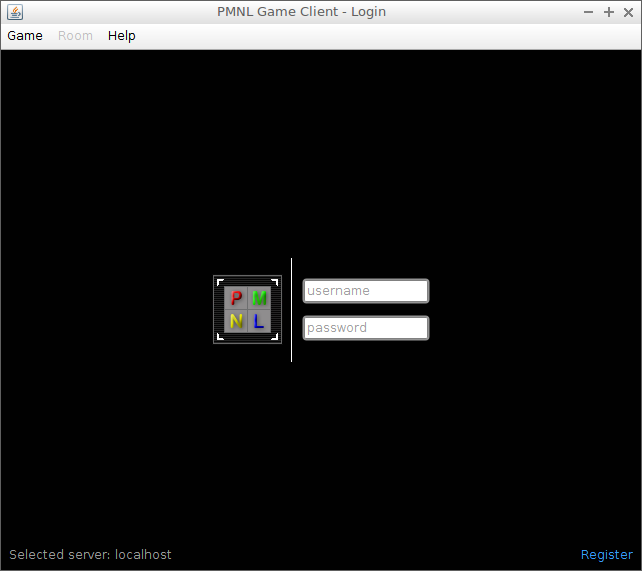 PMNL Game Client - Login
Game Room Help
P M
N L
username
password
Selected server: localhost
Register